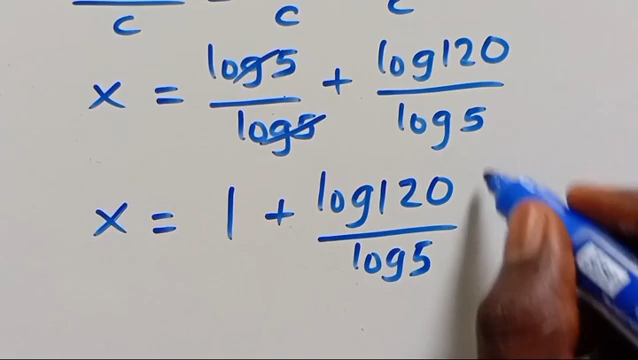 c c c
x = log5/log5 + log120/log5
x = 1 + log120/log5